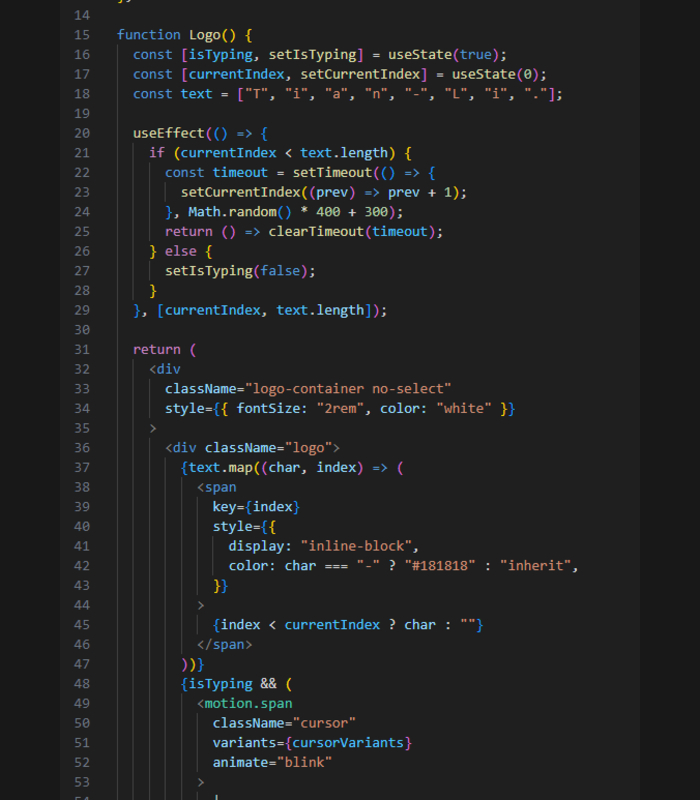 14
15 function Logo() {
16 const [isTyping, setIsTyping] = useState(true);
17 const [currentIndex, setCurrentIndex] = useState(0);
18 const text = ["T", "i", "a", "n", "-", "L", "i", "."];
19
20 useEffect(() => {
21 if (currentIndex < text.length) {
22 const timeout = setTimeout(() => {
23 setCurrentIndex((prev) => prev + 1);
24 }, Math.random() * 400 + 300);
25 return () => clearTimeout(timeout);
26 } else {
27 setIsTyping(false);
28 }
29 }, [currentIndex, text.length]);
30
31 return (
32 <div
33 className="logo-container no-select"
34 style={{ fontSize: "2rem", color: "white" }}
35 >
36 <div className="logo">
37 {text.map((char, index) => (
38 <span
39 key={index}
40 style={{
41 display: "inline-block",
42 color: char === "-" ? "#181818" : "inherit",
43 }}
44 >
45 {index < currentIndex ? char : ""}
46 </span>
47 ))}
48 {isTyping && (
49 <motion.span
50 className="cursor"
51 variants={cursorVariants}
52 animate="blink"
53 >